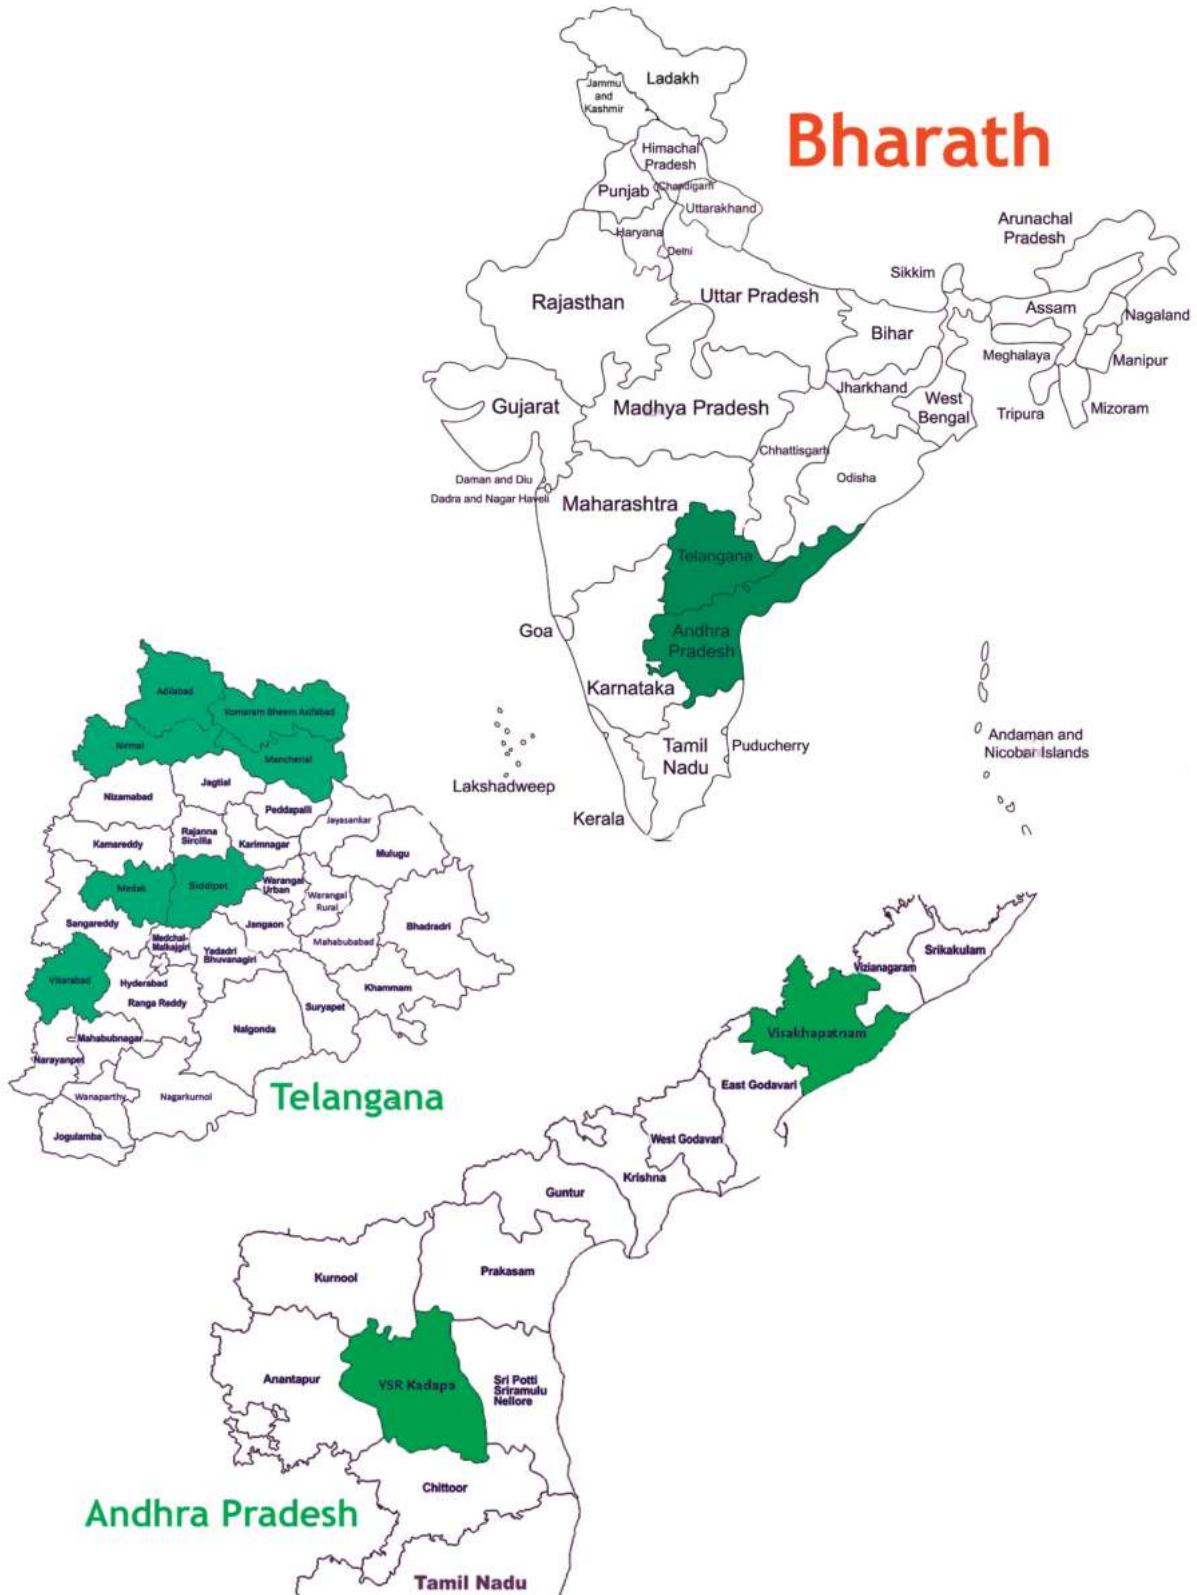 Ladakh
Jammu
and
Kashmir
Bharath
Himachal
Pradesh
Chandigarh
Punjab
Uttarakhand
Haryana
Delhi
Arunachal
Pradesh
Sikkim
Rajasthan
Uttar Pradesh
Assam
Nagaland
Bihar
Meghalaya
Manipur
Jharkhand
West
Bengal
Gujarat
Madhya Pradesh
Tripura
Mizoram
Chhattisgarh
Odisha
Daman and Diu
Dadra and Nagar Haveli
Maharashtra
Telangana
Goa
Andhra
Pradesh
Karnataka
Tamil
Nadu
Puducherry
Andaman and
Nicobar Islands
Lakshadweep
Kerala
Adilabad
Komaram Bheem Asifabad
Nirmal
Mancherial
Jagtial
Nizamabad
Peddapalli
Jayasankar
Rajanna
Sircilla
Kamareddy
Karimnagar
Mulugu
Medak
Siddipet
Warangal
Urban
Warangal
Rural
Sangareddy
Jangaon
Bhadradri
Medchal-
Malkajgiri
Yadadri
Bhuvanagiri
Mahabubabad
Vikarabad
Hyderabad
Ranga Reddy
Khammam
Suryapet
Nalgonda
Mahabubnagar
Narayanpet
Wanaparthy
Nagarkurnol
Jogulamba
Telangana
Srikakulam
Vizianagaram
Visakhapatnam
East Godavari
West Godavari
Krishna
Guntur
Prakasam
Kurnool
Anantapur
YSR Kadapa
Sri Potti
Sriramulu
Nellore
Chittoor
Andhra Pradesh
Tamil Nadu